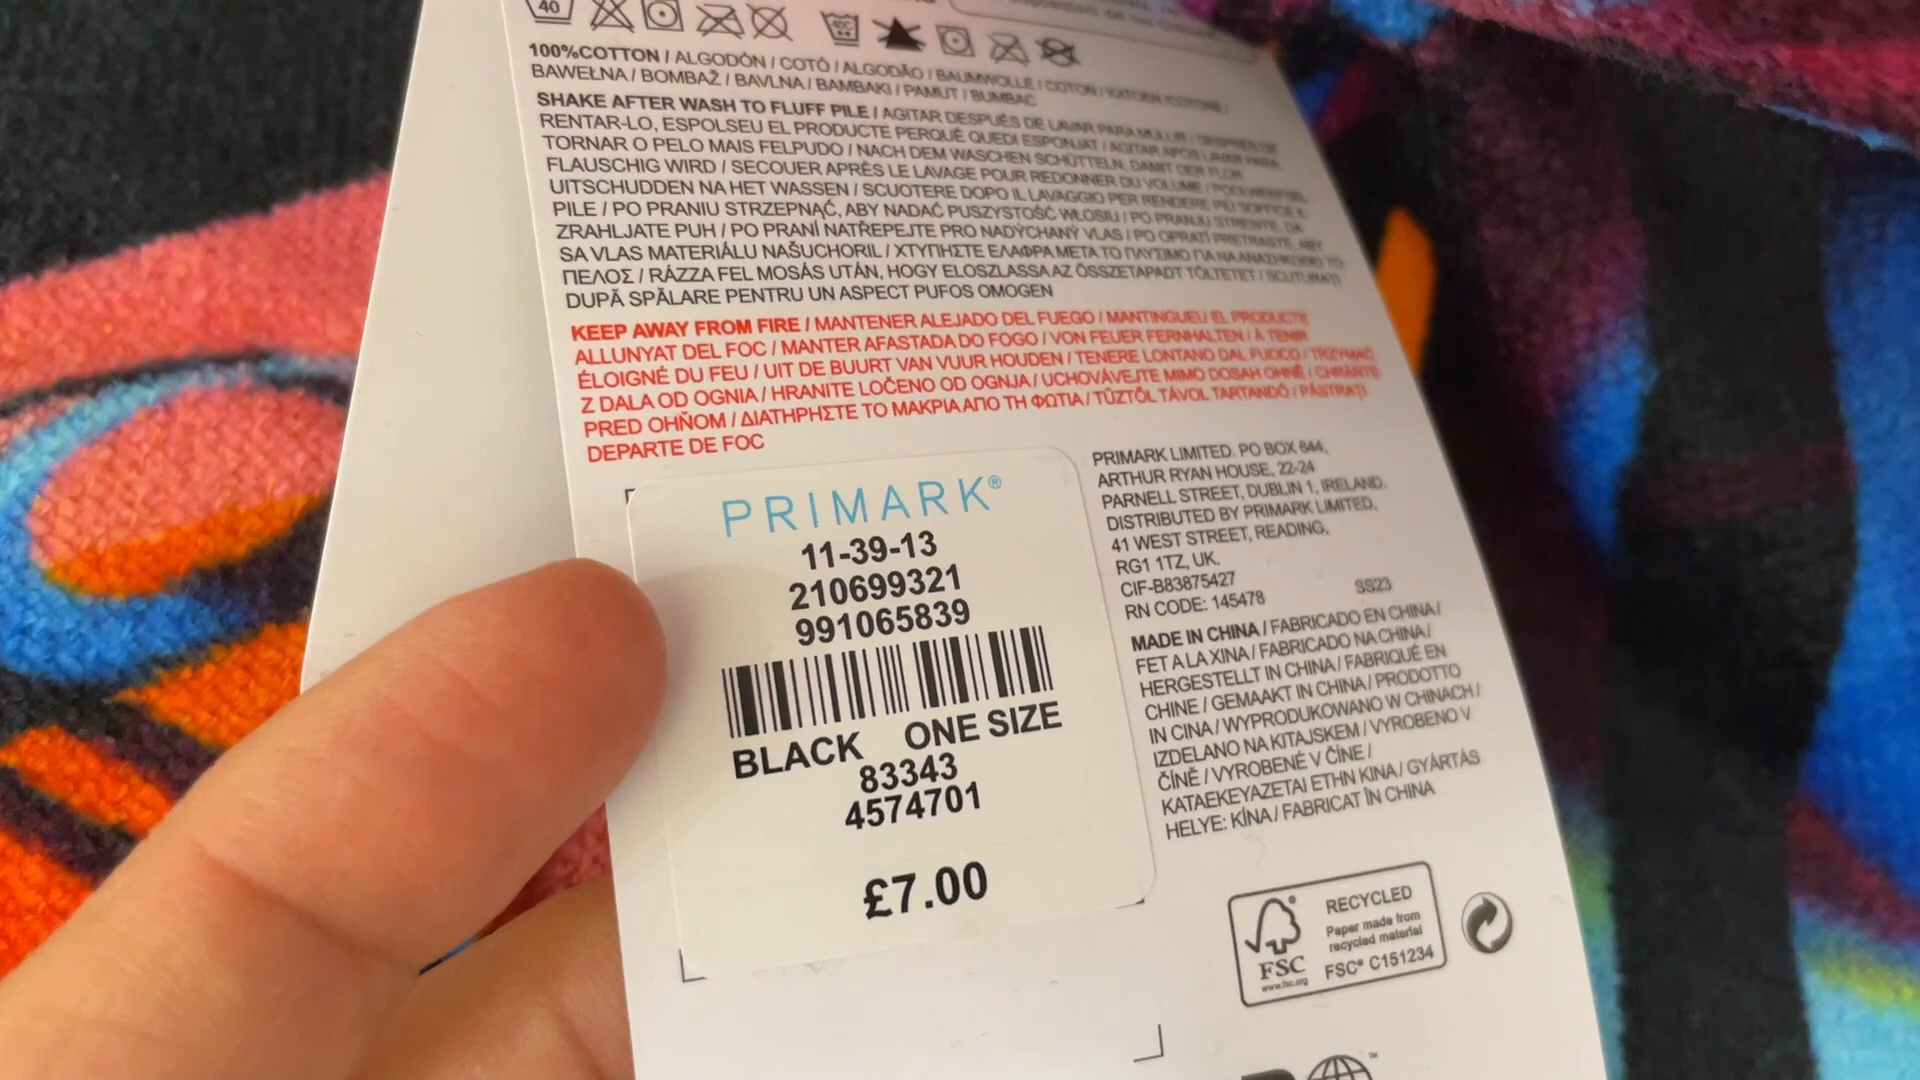 40
40C
100%COTTON / ALGODÓN / COTÓ / ALGODÃO / BAUMWOLLE / COTON / KATOEN /COTONE /
BAWEŁNA / BOMBAŽ / BAVLNA / BAMBAKI / PAMUT / BUMBAC
SHAKE AFTER WASH TO FLUFF PILE / AGITAR DESPUÉS DE LAVAR PARA MULLIR / DESPRÉS DE
RENTAR-LO, ESPOLSEU EL PRODUCTE PERQUÈ QUEDI ESPONJAT / AGITAR APÓS LAVAR PARA
TORNAR O PELO MAIS FELPUDO / NACH DEM WASCHEN SCHÜTTELN, DAMIT DER FLOR
FLAUSCHIG WIRD / SECOUER APRÈS LE LAVAGE POUR REDONNER DU VOLUME /
UITSCHUDDEN NA HET WASSEN / SCUOTERE DOPO IL LAVAGGIO PER RENDERE PIÙ SOFFICE IL
PILE / PO PRANIU STRZEPNĄĆ, ABY NADAĆ PUSZYSTOŚĆ WŁOSIU / PO PRANJU STRESITE, DA
ZRAHLJATE PUH / PO PRANÍ NATŘEPEJTE PRO NADÝCHANÝ VLAS / PO OPRATÍ PRETRASTE, ABY
SA VLAS MATERIÁLU NAŠUCHORIL / ΧΤΥΠΗΣΤΕ ΕΛΑΦΡΑ ΜΕΤΑ ΤΟ ΠΛΥΣΙΜΟ ΓΙΑ ΝΑ ΑΝΑΣΗΚΩΘΕΙ ΤΟ
ΠΕΛΟΣ / RÁZZA FEL MOSÁS UTÁN, HOGY ELOSZLASSA AZ ÖSSZETAPADT TÖLTETET / SCUTURAȚI
DUPĂ SPĂLARE PENTRU UN ASPECT PUFOS OMOGEN
KEEP AWAY FROM FIRE / MANTENER ALEJADO DEL FUEGO / MANTINGUEU EL PRODUCTE
ALLUNYAT DEL FOC / MANTER AFASTADA DO FOGO / VON FEUER FERNHALTEN / À TENIR
ÉLOIGNÉ DU FEU / UIT DE BUURT VAN VUUR HOUDEN / TENERE LONTANO DAL FUOCO / TRZYMAĆ
Z DALA OD OGNIA / HRANITE LOČENO OD OGNJA / UCHOVÁVEJTE MIMO DOSAH OHNĚ / CHRÁŇTE
PRED OHŇOM / ΔΙΑΤΗΡΗΣΤΕ ΤΟ ΜΑΚΡΙΑ ΑΠΟ ΤΗ ΦΩΤΙΑ / TŰZTŐL TÁVOL TARTANDÓ / PĂSTRAȚI
DEPARTE DE FOC
PRIMARK®
11-39-13
210699321
991065839
BLACK ONE SIZE
83343
4574701
£7.00
PRIMARK LIMITED. PO BOX 644,
ARTHUR RYAN HOUSE, 22-24
PARNELL STREET, DUBLIN 1, IRELAND.
DISTRIBUTED BY PRIMARK LIMITED,
41 WEST STREET, READING,
RG1 1TZ, UK.
CIF-B83875427
RN CODE: 145478 SS23
MADE IN CHINA / FABRICADO EN CHINA /
FET A LA XINA / FABRICADO NA CHINA /
HERGESTELLT IN CHINA / FABRIQUÉ EN
CHINE / GEMAAKT IN CHINA / PRODOTTO
IN CINA / WYPRODUKOWANO W CHINACH /
IZDELANO NA KITAJSKEM / VYROBENO V
ČÍNĚ / VYROBENÉ V ČÍNE /
KATAEKEYAZETAI ETHN KINA / GYÁRTÁS
HELYE: KÍNA / FABRICAT ÎN CHINA
FSC
www.fsc.org
RECYCLED
Paper made from
recycled material
FSC® C151234